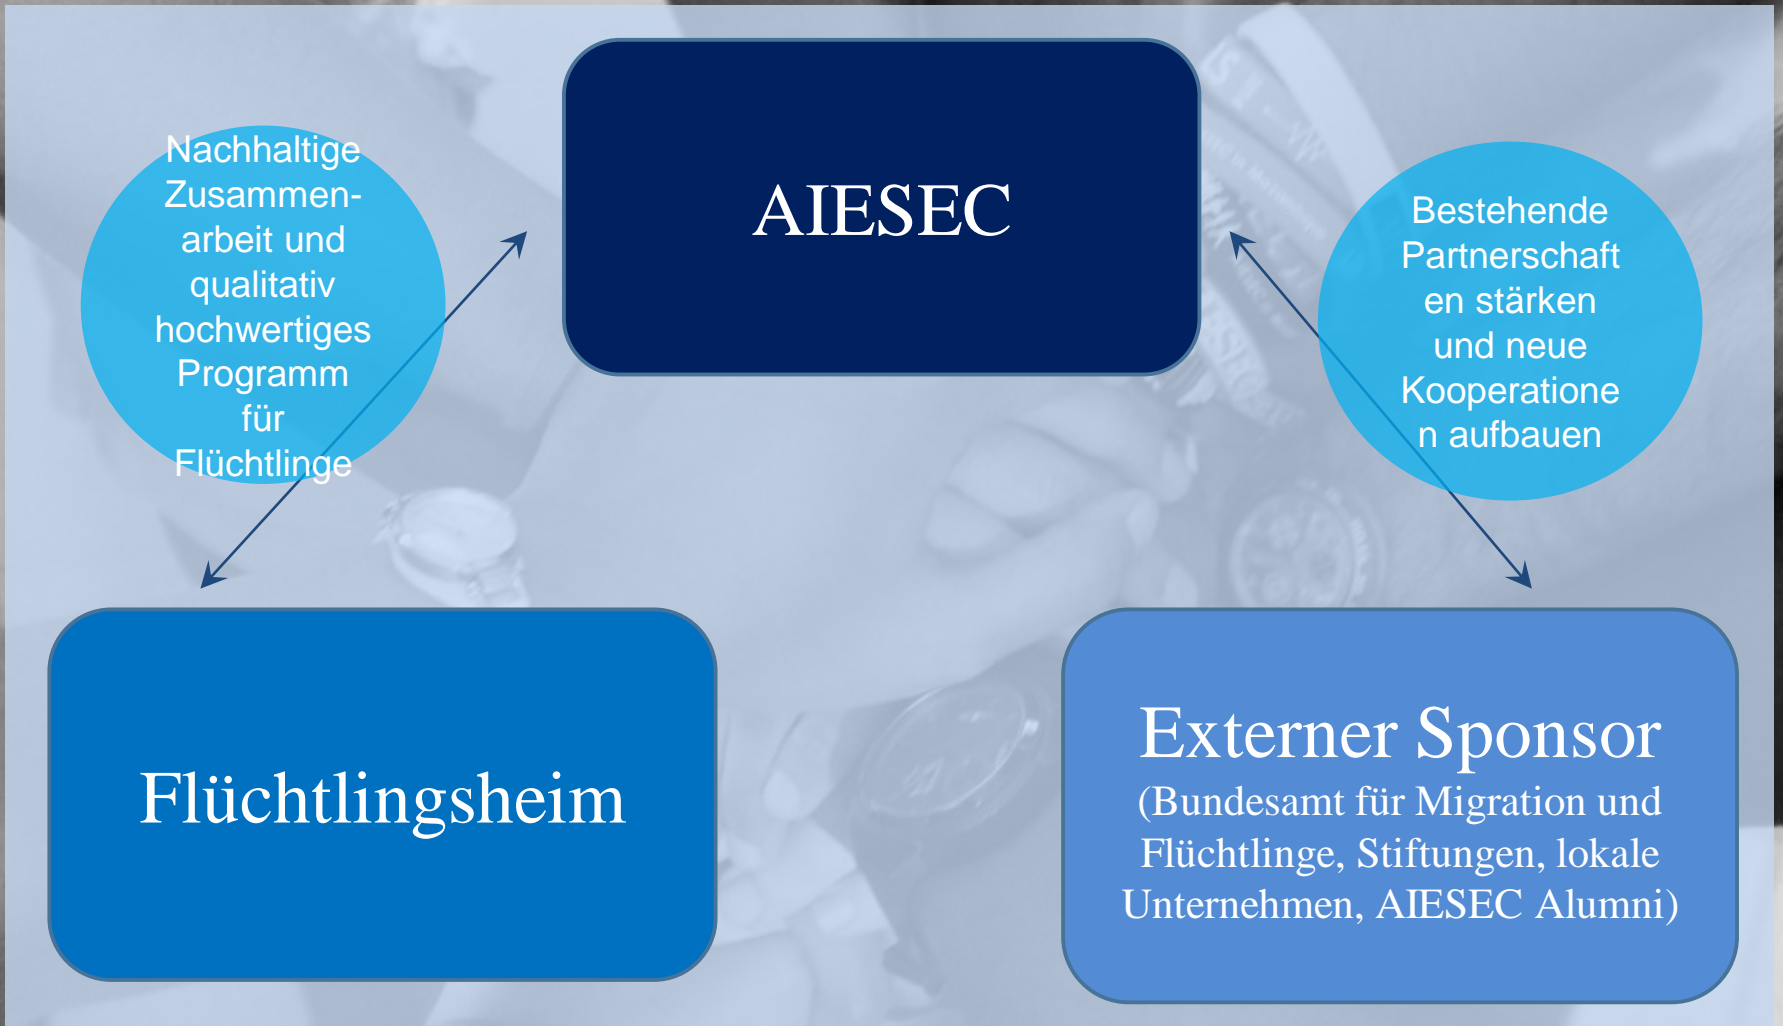 AIESEC
Nachhaltige
Zusammen-
arbeit und
qualitativ
hochwertiges
Programm
für
Flüchtlinge
Bestehende
Partnerschaft
en stärken
und neue
Kooperatione
n aufbauen
Flüchtlingsheim
Externer Sponsor
(Bundesamt für Migration und
Flüchtlinge, Stiftungen, lokale
Unternehmen, AIESEC Alumni)